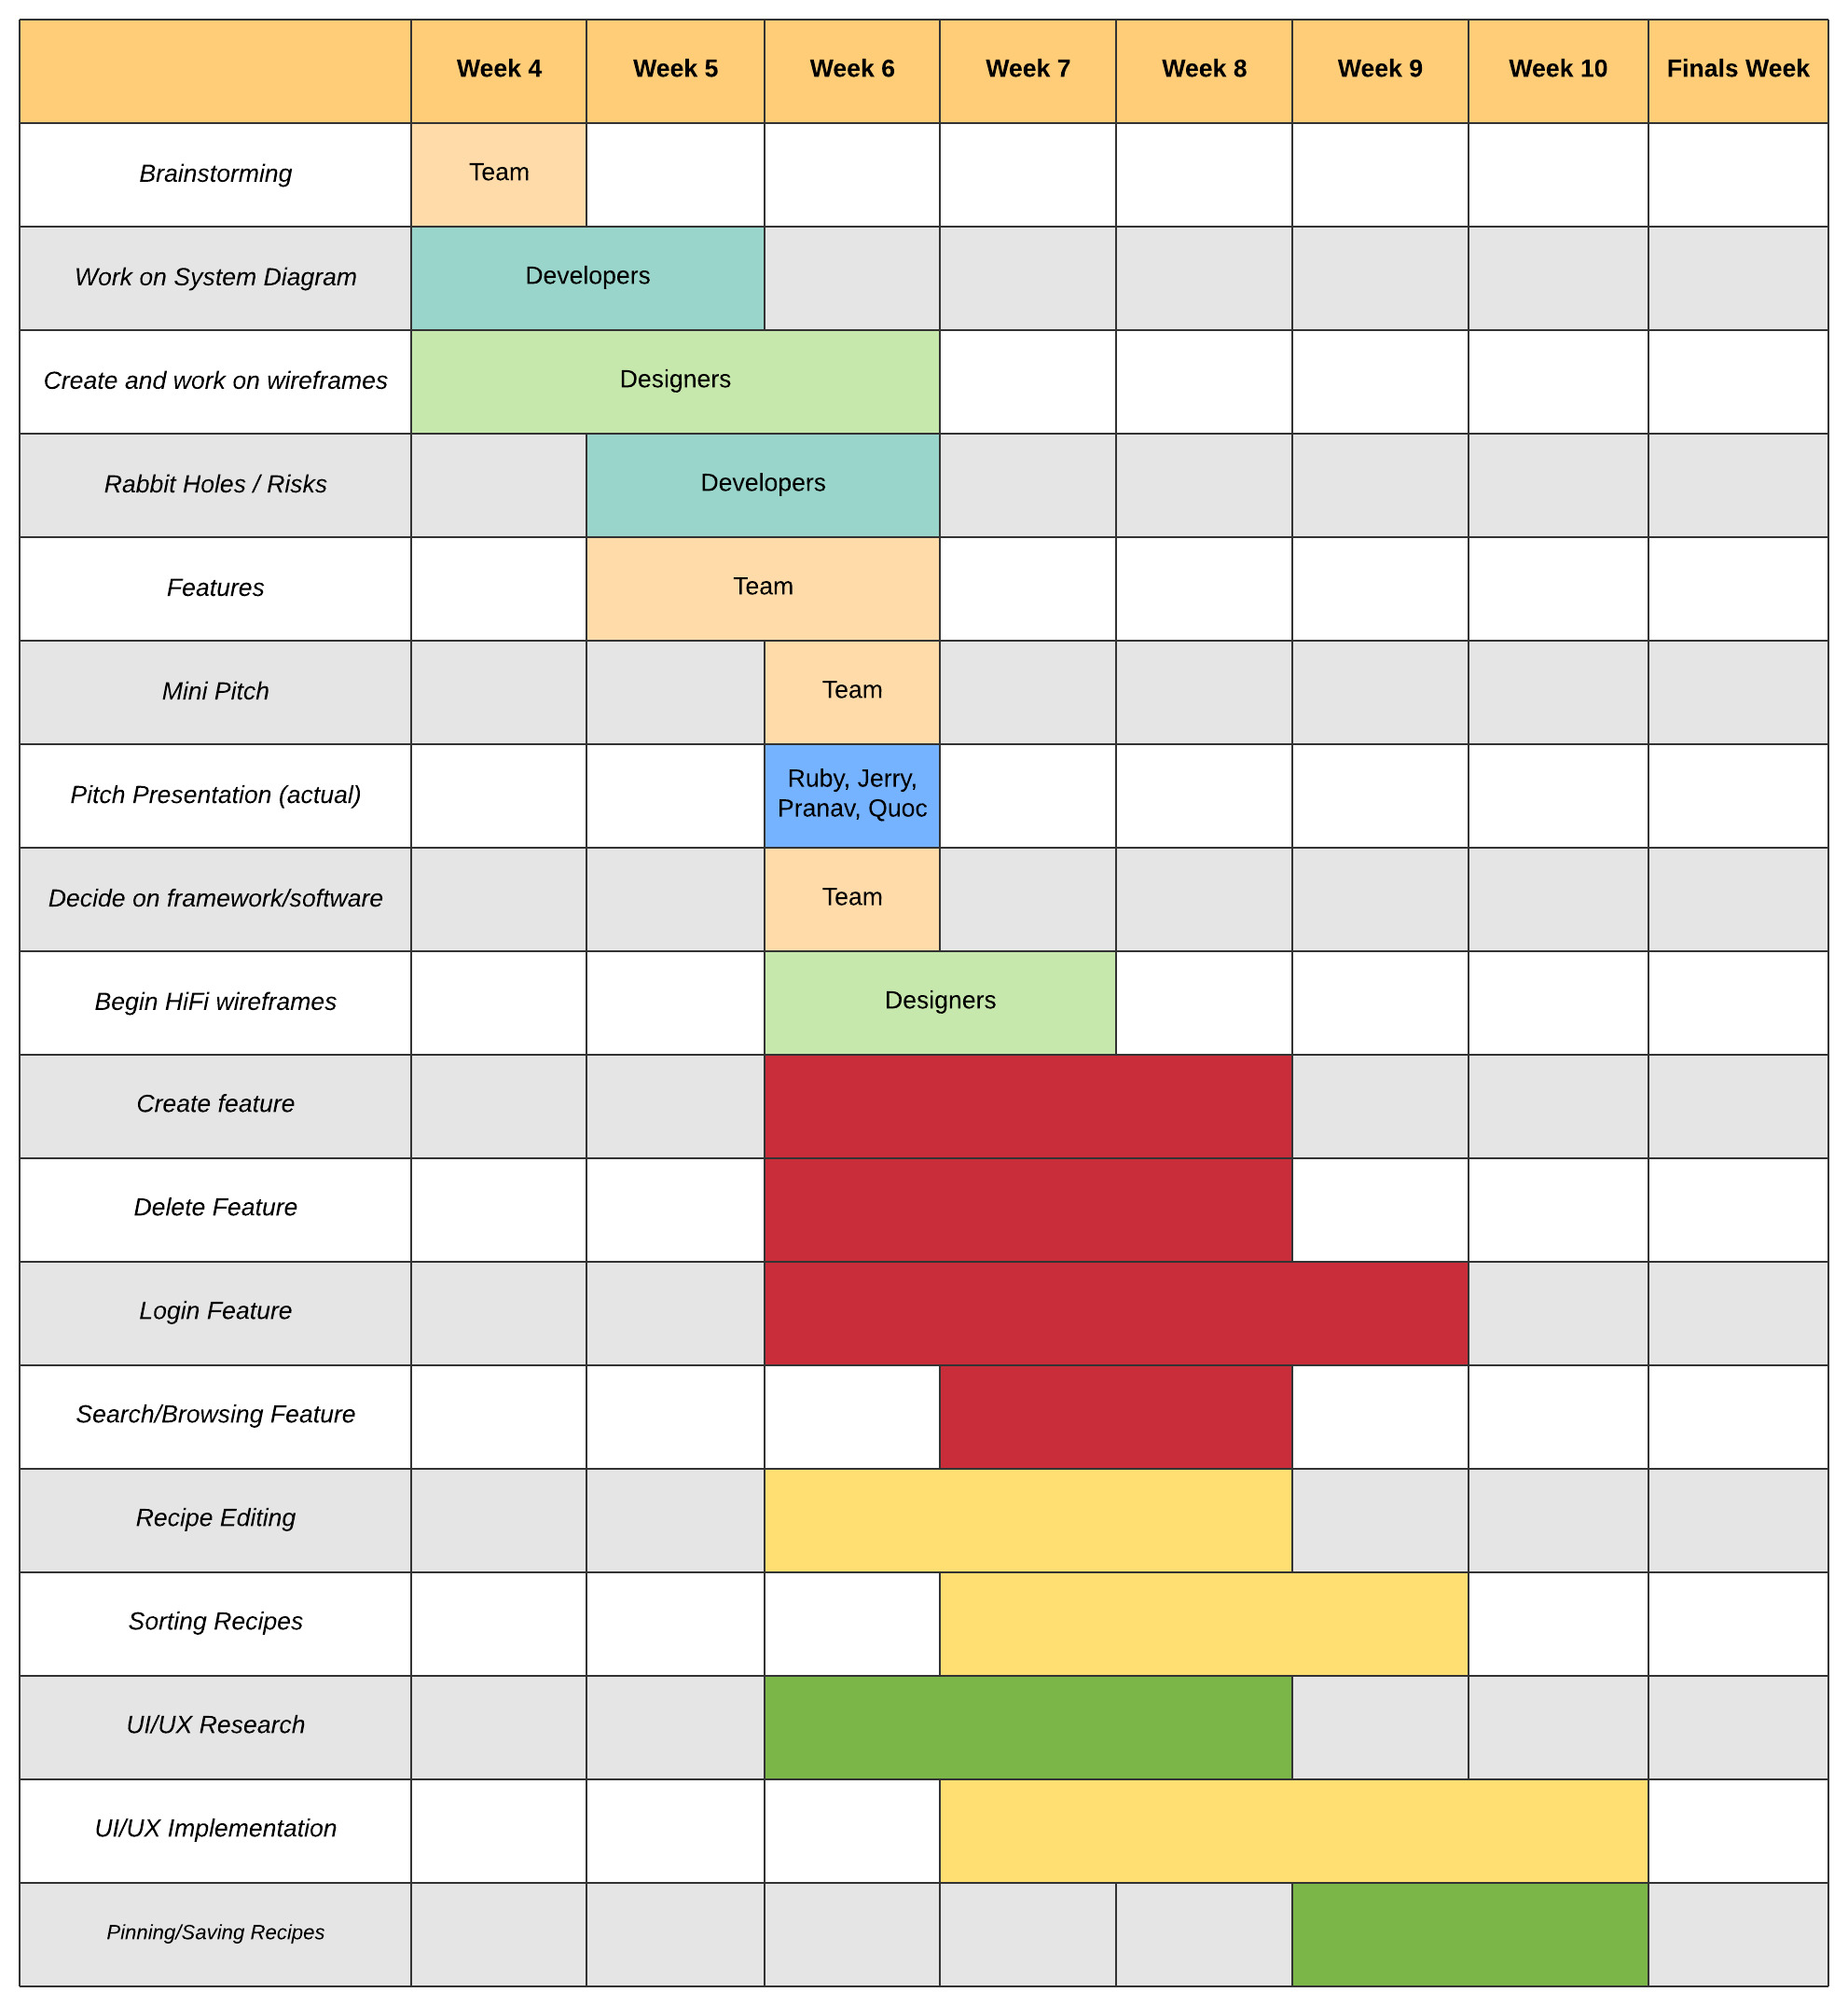 Week 4 Week 5 Week 6 Week 7 Week 8 Week 9 Week 10 Finals Week
Brainstorming Team
Work on System Diagram Developers
Create and work on wireframes Designers
Rabbit Holes / Risks Developers
Features Team
Mini Pitch Team
Pitch Presentation (actual) Ruby, Jerry,
Pranav, Quoc
Decide on framework/software Team
Begin HiFi wireframes Designers
Create feature
Delete Feature
Login Feature
Search/Browsing Feature
Recipe Editing
Sorting Recipes
UI/UX Research
UI/UX Implementation
Pinning/Saving Recipes